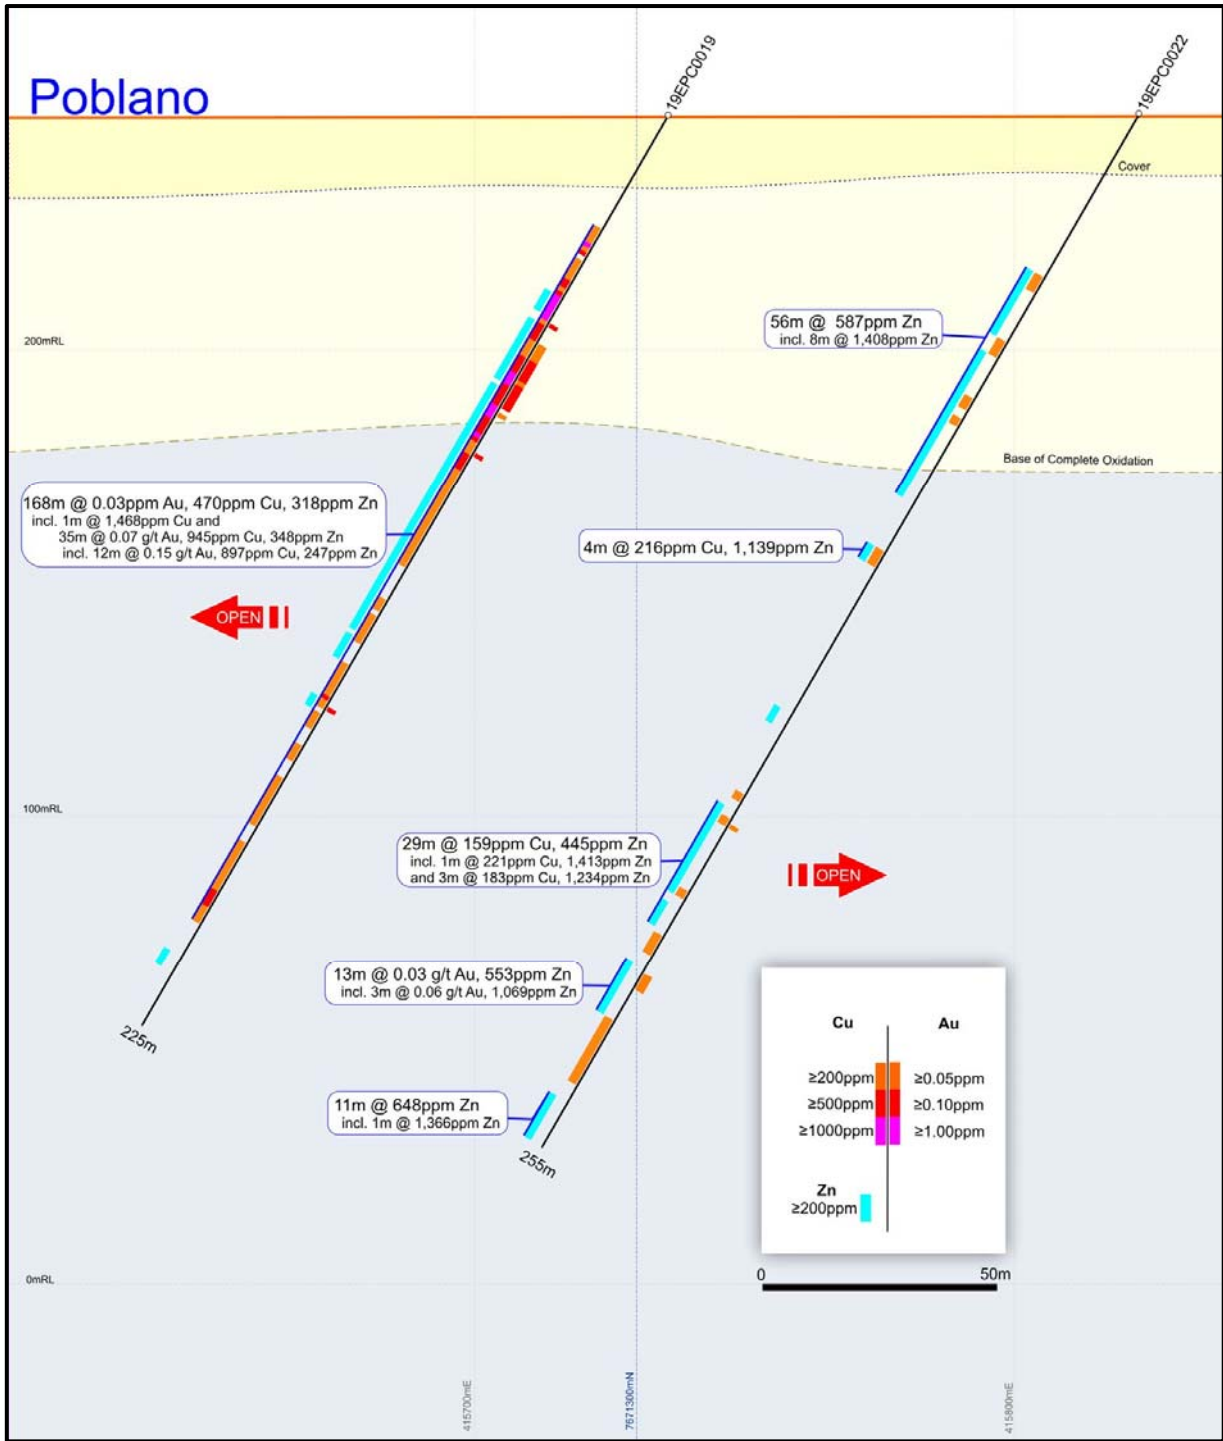 Poblano
19EPC0019
19EPC0022
Cover
200mRL
56m @ 587ppm Zn
incl. 8m @ 1,408ppm Zn
Base of Complete Oxidation
168m @ 0.03ppm Au, 470ppm Cu, 318ppm Zn
incl. 1m @ 1,468ppm Cu and
35m @ 0.07 g/t Au, 945ppm Cu, 348ppm Zn
incl. 12m @ 0.15 g/t Au, 897ppm Cu, 247ppm Zn
4m @ 216ppm Cu, 1,139ppm Zn
OPEN
100mRL
29m @ 159ppm Cu, 445ppm Zn
incl. 1m @ 221ppm Cu, 1,413ppm Zn
and 3m @ 183ppm Cu, 1,234ppm Zn
OPEN
13m @ 0.03 g/t Au, 553ppm Zn
incl. 3m @ 0.06 g/t Au, 1,069ppm Zn
225m
11m @ 648ppm Zn
incl. 1m @ 1,366ppm Zn
255m
Cu Au
≥200ppm ≥0.05ppm
≥500ppm ≥0.10ppm
≥1000ppm ≥1.00ppm
Zn
≥200ppm
0 50m
0mRL
415700mE
7671300mN
415800mE